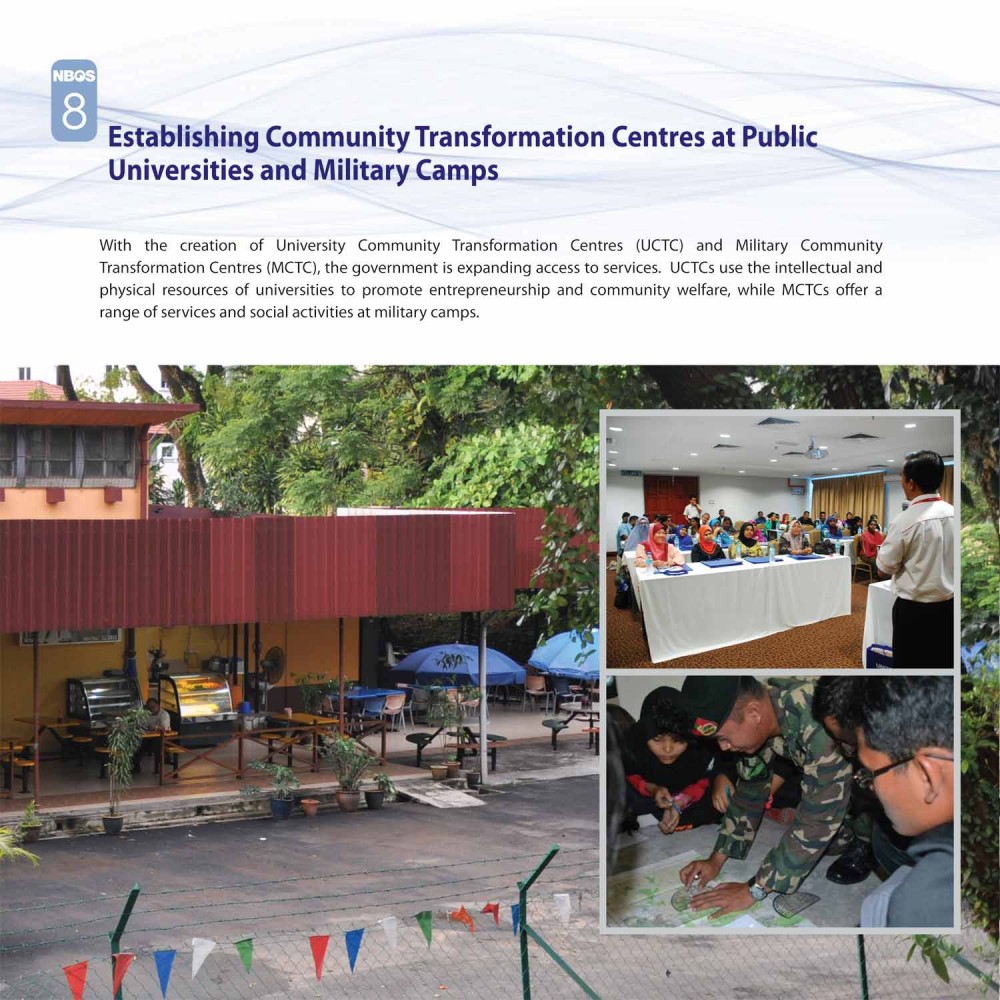 NBOS
8
Establishing Community Transformation Centres at Public
Universities and Military Camps
With the creation of University Community Transformation Centres (UCTC) and Military Community
Transformation Centres (MCTC), the government is expanding access to services. UCTCs use the intellectual and
physical resources of universities to promote entrepreneurship and community welfare, while MCTCs offer a
range of services and social activities at military camps.